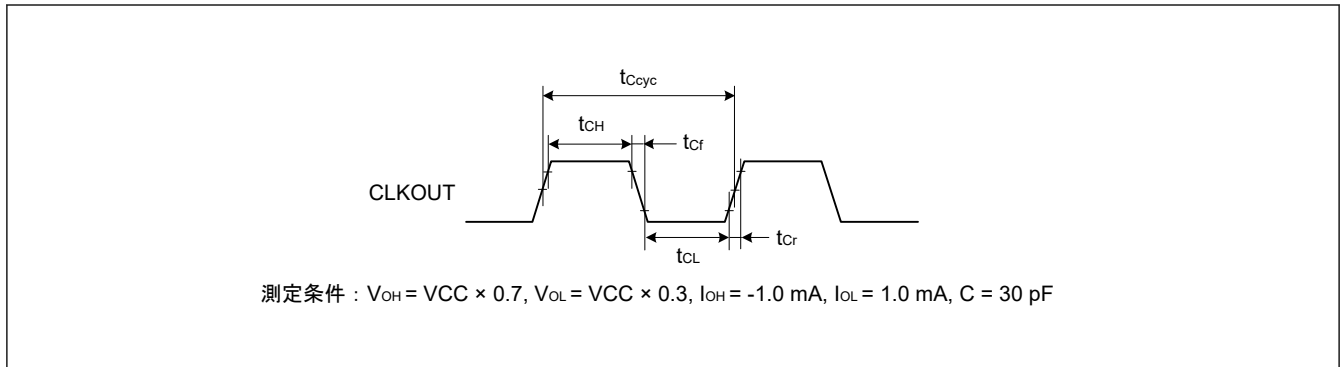 tCcyc
tCH
tCf
CLKOUT
tCr
tCL
測定条件：VOH = VCC × 0.7, VOL = VCC × 0.3, IOH = -1.0 mA, IOL = 1.0 mA, C = 30 pF